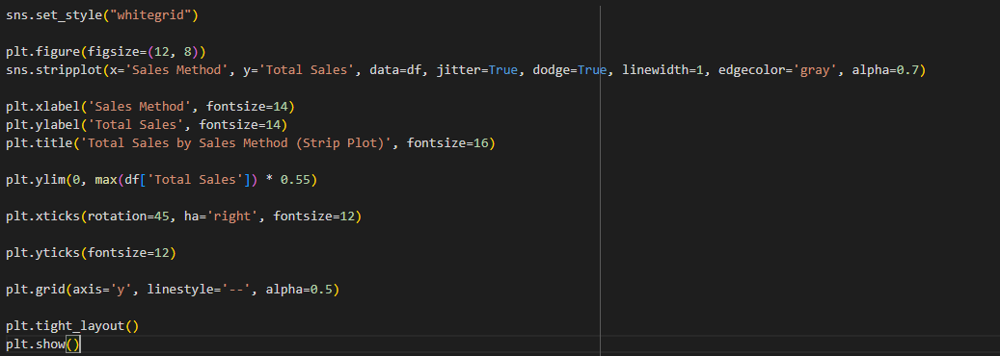 sns.set_style("whitegrid")
plt.figure(figsize=(12, 8))
sns.stripplot(x='Sales Method', y='Total Sales', data=df, jitter=True, dodge=True, linewidth=1, edgecolor='gray', alpha=0.7)
plt.xlabel('Sales Method', fontsize=14)
plt.ylabel('Total Sales', fontsize=14)
plt.title('Total Sales by Sales Method (Strip Plot)', fontsize=16)
plt.ylim(0, max(df['Total Sales']) * 0.55)
plt.xticks(rotation=45, ha='right', fontsize=12)
plt.yticks(fontsize=12)
plt.grid(axis='y', linestyle='--', alpha=0.5)
plt.tight_layout()
plt.show()